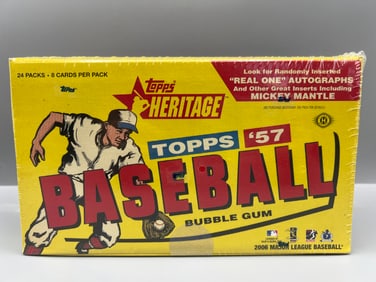 24 PACKS - 8 CARDS PER PACK
Topps
Look for Randomly Inserted
"REAL ONE" AUTOGRAPHS
And Other Great Inserts Including
MICKEY MANTLE
Topps
HERITAGE
TOPPS '57
BASEBALL
BUBBLE GUM
2006 MAJOR LEAGUE BASEBALL